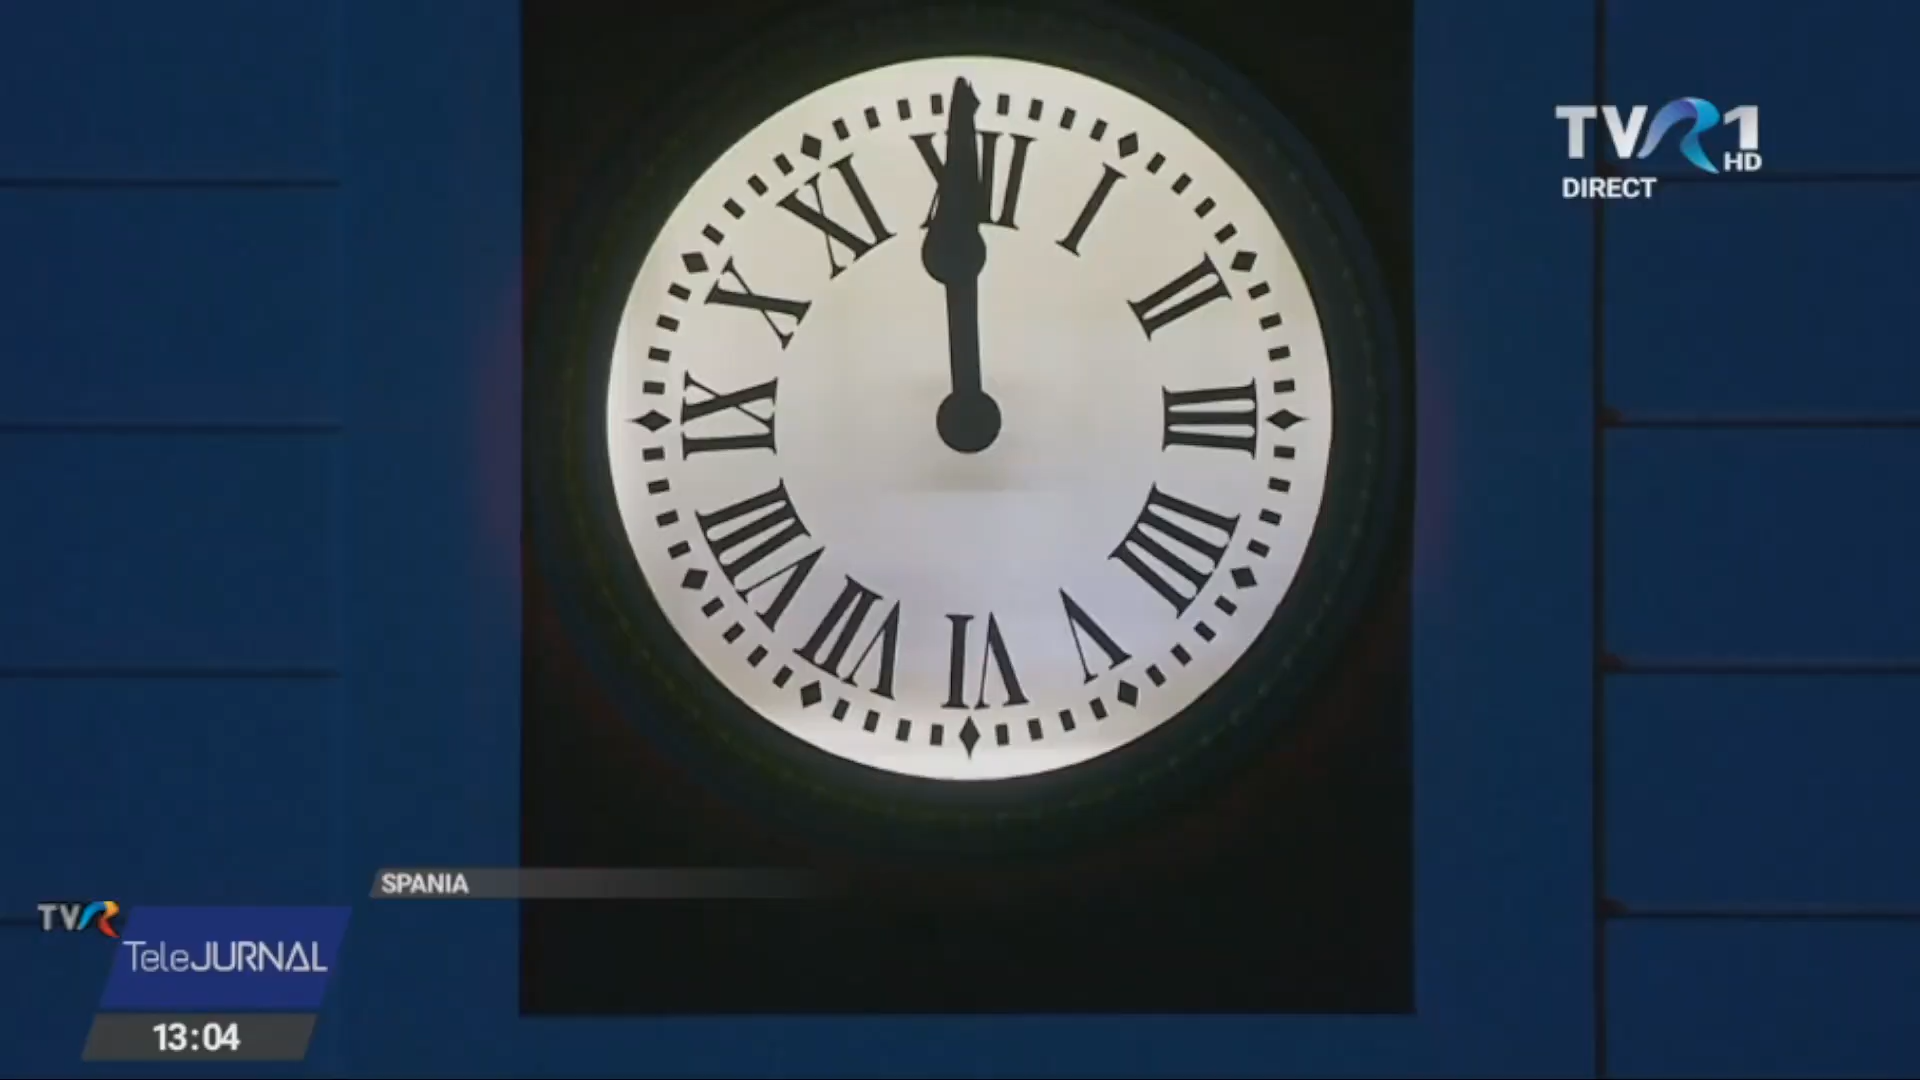 TVR1
HD
DIRECT
XII
I
II
III
IIII
V
VI
VII
VIII
IX
X
XI
SPANIA
TVR
TeleJURNAL
13:04